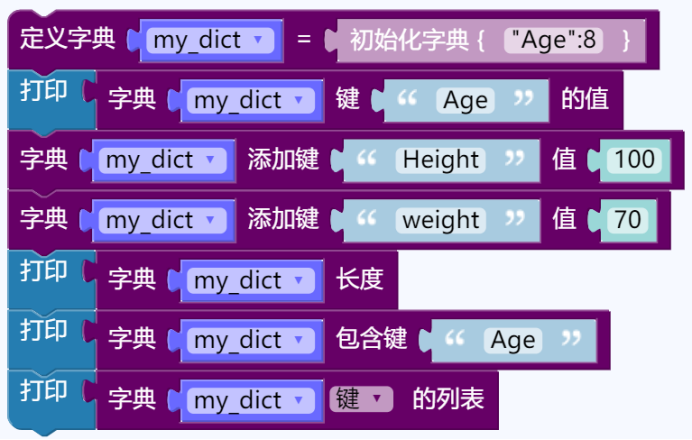 定义字典 my_dict = 初始化字典 { "Age":8 }
打印 字典 my_dict 键 “ Age ” 的值
字典 my_dict 添加键 “ Height ” 值 100
字典 my_dict 添加键 “ weight ” 值 70
打印 字典 my_dict 长度
打印 字典 my_dict 包含键 “ Age ”
打印 字典 my_dict 键 的列表